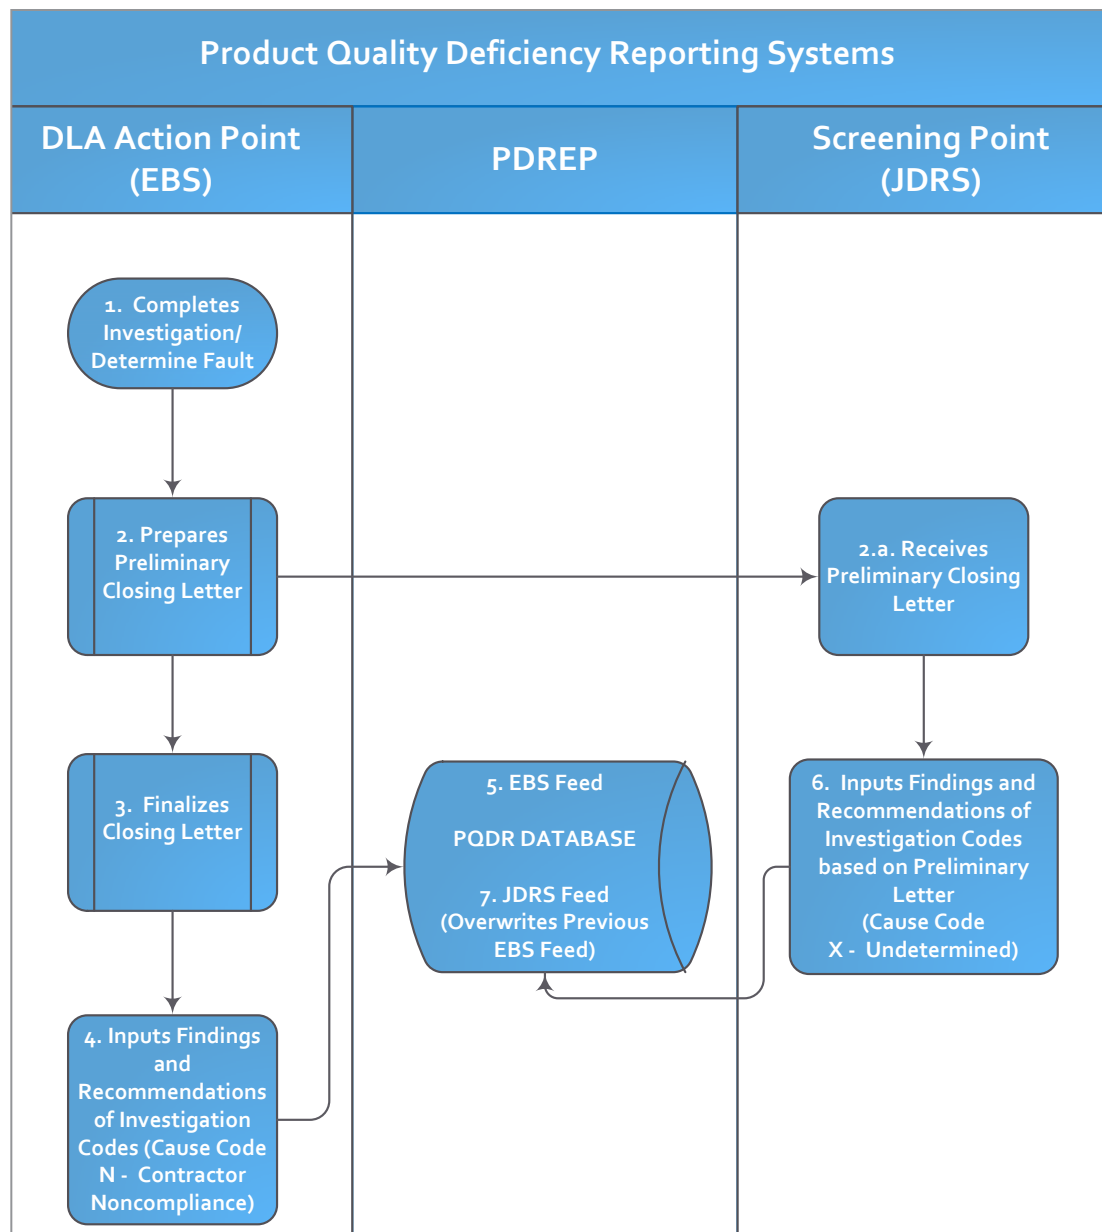 Product Quality Deficiency Reporting Systems
DLA Action Point
(EBS)
PDREP
Screening Point
(JDRS)
1. Completes
Investigation/
Determine Fault
2. Prepares
Preliminary
Closing Letter
2.a. Receives
Preliminary Closing
Letter
3. Finalizes
Closing Letter
5. EBS Feed
PQDR DATABASE
7. JDRS Feed
(Overwrites Previous
EBS Feed)
6. Inputs Findings and
Recommendations of
Investigation Codes
based on Preliminary
Letter
(Cause Code
X - Undetermined)
4. Inputs Findings
and
Recommendations
of Investigation
Codes (Cause Code
N - Contractor
Noncompliance)